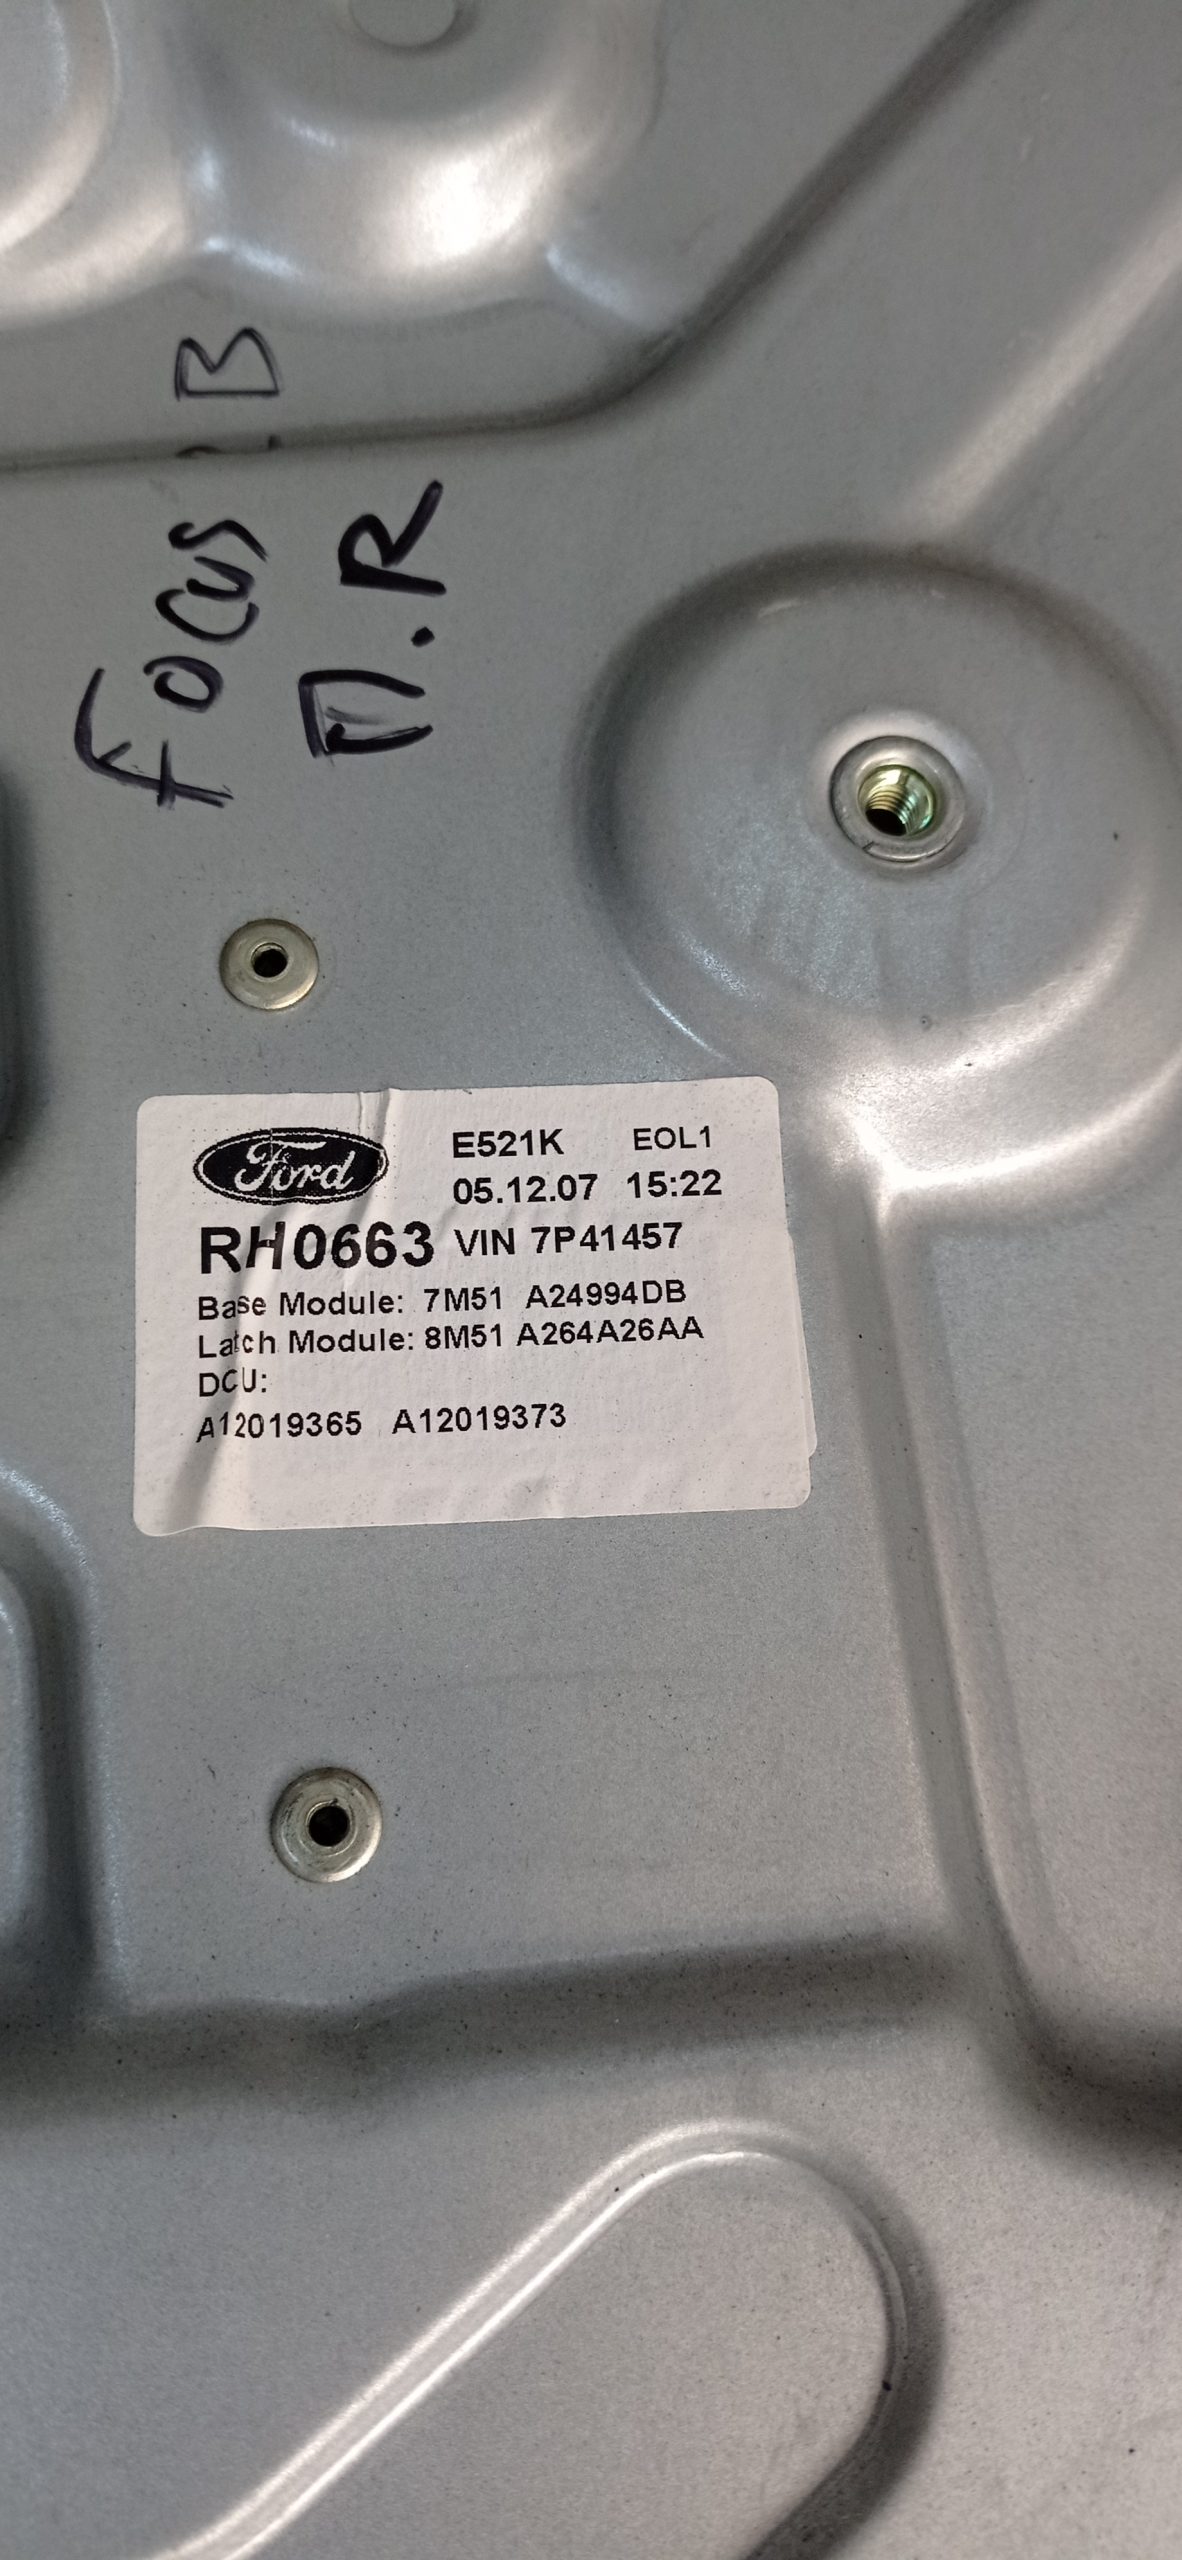 Focus 2 B
П.R
Ford
E521K EOL1
05.12.07 15:22
RH0663 VIN 7P41457
Base Module: 7M51 A24994DB
Latch Module: 8M51 A264A26AA
DCU:
A12019365 A12019373